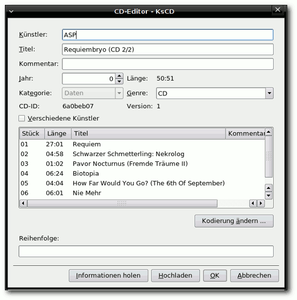 CD-Editor - KsCD
Künstler: ASP
Titel: Requiembryo (CD 2/2)
Kommentar:
Jahr: 0 Länge: 50:51
Kategorie: Daten Genre: CD
CD-ID: 6a0beb07 Version: 1
Verschiedene Künstler
Stück Länge Titel Kommentar
01 27:01 Requiem
02 04:58 Schwarzer Schmetterling: Nekrolog
03 01:02 Pavor Nocturnus (Fremde Träume II)
04 06:24 Biotopia
05 04:04 How Far Would You Go? (The 6th Of September)
06 06:01 Nie Mehr
Kodierung ändern ...
Reihenfolge:
Informationen holen Hochladen OK Abbrechen